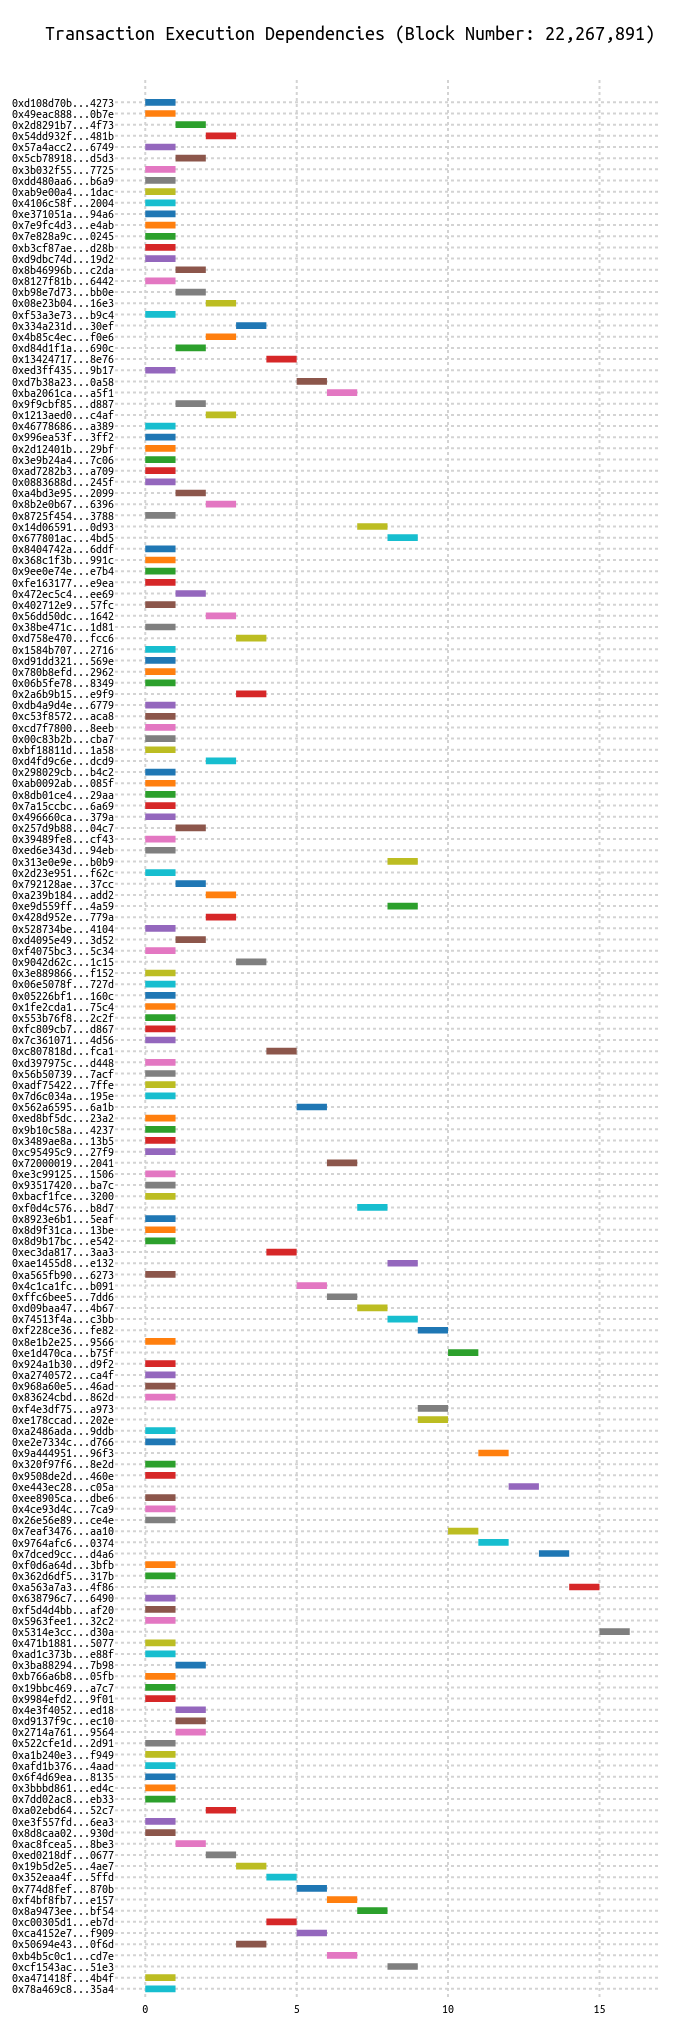 Transaction Execution Dependencies (Block Number: 22,267,891)
0xd108d70b...4273
0x49eac888...0b7e
0x2d8291b7...4f73
0x54dd932f...481b
0x57a4acc2...6749
0x5cb78918...d5d3
0x3b032f55...7725
0xdd480aa6...b6a9
0xab9e00a4...1dac
0x4106c58f...2004
0xe371051a...94a6
0x7e9fc4d3...e4ab
0x7e828a9c...0245
0xb3cf87ae...d28b
0xd9dbc74d...19d2
0x8b46996b...c2da
0x8127f81b...6442
0xb98e7d73...bb0e
0x08e23b04...16e3
0xf53a3e73...b9c4
0x334a231d...30ef
0x4b85c4ec...f0e6
0xd84d1f1a...690c
0x13424717...8e76
0xed3ff435...9b17
0xd7b38a23...0a58
0xba2061ca...a5f1
0x9f9cbf85...d887
0x1213aed0...c4af
0x46778686...a389
0x996ea53f...3ff2
0x2d12401b...29bf
0x3e9b24a4...7c06
0xad7282b3...a709
0x0883688d...245f
0xa4bd3e95...2099
0x8b2e0b67...6396
0x8725f454...3788
0x14d06591...0d93
0x677801ac...4bd5
0x8404742a...6ddf
0x368c1f3b...991c
0x9ee0e74e...e7b4
0xfe163177...e9ea
0x472ec5c4...ee69
0x402712e9...57fc
0x56dd50dc...1642
0x38be471c...1d81
0xd758e470...fcc6
0x1584b707...2716
0xd91dd321...569e
0x780b8efd...2962
0x06b5fe78...8349
0x2a6b9b15...e9f9
0xdb4a9d4e...6779
0xc53f8572...aca8
0xcd7f7800...8eeb
0x00c83b2b...cba7
0xbf18811d...1a58
0xd4fd9c6e...dcd9
0x298029cb...b4c2
0xab0092ab...085f
0x8db01ce4...29aa
0x7a15ccbc...6a69
0x496660ca...379a
0x257d9b88...04c7
0x39489fe8...cf43
0xed6e343d...94eb
0x313e0e9e...b0b9
0x2d23e951...f62c
0x792128ae...37cc
0xa239b184...add2
0xe9d559ff...4a59
0x428d952e...779a
0x528734be...4104
0xd4095e49...3d52
0xf4075bc3...5c34
0x9042d62c...1c15
0x3e889866...f152
0x06e5078f...727d
0x05226bf1...160c
0x1fe2cda1...75c4
0x553b76f8...2c2f
0xfc809cb7...d867
0x7c361071...4d56
0xc807818d...fca1
0xd397975c...d448
0x56b50739...7acf
0xadf75422...7ffe
0x7d6c034a...195e
0x562a6595...6a1b
0xed8bf5dc...23a2
0x9b10c58a...4237
0x3489ae8a...13b5
0xc95495c9...27f9
0x72000019...2041
0xe3c99125...1506
0x93517420...ba7c
0xbacf1fce...3200
0xf0d4c576...b8d7
0x8923e6b1...5eaf
0x8d9f31ca...13be
0x8d9b17bc...e542
0xec3da817...3aa3
0xae1455d8...e132
0xa565fb90...6273
0x4c1ca1fc...b091
0xffc6bee5...7dd6
0xd09baa47...4b67
0x74513f4a...c3bb
0xf228ce36...fe82
0x8e1b2e25...9566
0xe1d470ca...b75f
0x924a1b30...d9f2
0xa2740572...ca4f
0x968a60e5...46ad
0x83624cbd...862d
0xf4e3df75...a973
0xe178ccad...202e
0xa2486ada...9ddb
0xe2e7334c...d766
0x9a444951...96f3
0x320f97f6...8e2d
0x9508de2d...460e
0xe443ec28...c05a
0xee8905ca...dbe6
0x4ce93d4c...7ca9
0x26e56e89...ce4e
0x7eaf3476...aa10
0x9764afc6...0374
0x7dced9cc...d4a6
0xf0d6a64d...3bfb
0x362d6df5...317b
0xa563a7a3...4f86
0x638796c7...6490
0xf5d4d4bb...af20
0x5963fee1...32c2
0x5314e3cc...d30a
0x471b1881...5077
0xad1c373b...e88f
0x3ba88294...7b98
0xb766a6b8...05fb
0x19bbc469...a7c7
0x9984efd2...9f01
0x4e3f4052...ed18
0xd9137f9c...ec10
0x2714a761...9564
0x522cfe1d...2d91
0xa1b240e3...f949
0xafd1b376...4aad
0x6f4d69ea...8135
0x3bbbd861...ed4c
0x7dd02ac8...eb33
0xa02ebd64...52c7
0xe3f557fd...6ea3
0x8d8caa02...930d
0xac8fcea5...8be3
0xed0218df...0677
0x19b5d2e5...4ae7
0x352eaa4f...5ffd
0x774d8fef...870b
0xf4bf8fb7...e157
0x8a9473ee...bf54
0xc00305d1...eb7d
0xca4152e7...f909
0x50694e43...0f6d
0xb4b5c0c1...cd7e
0xcf1543ac...51e3
0xa471418f...4b4f
0x78a469c8...35a4
0 5 10 15